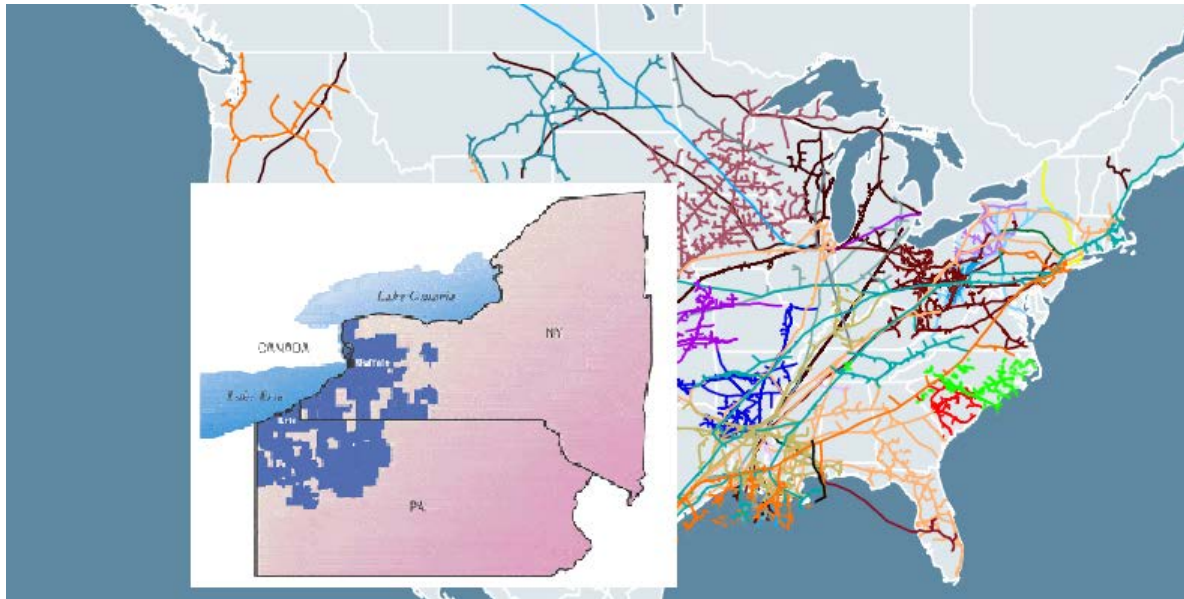 Lake Ontario
NY
CANADA
Buffalo
Lake Erie
Erie
PA